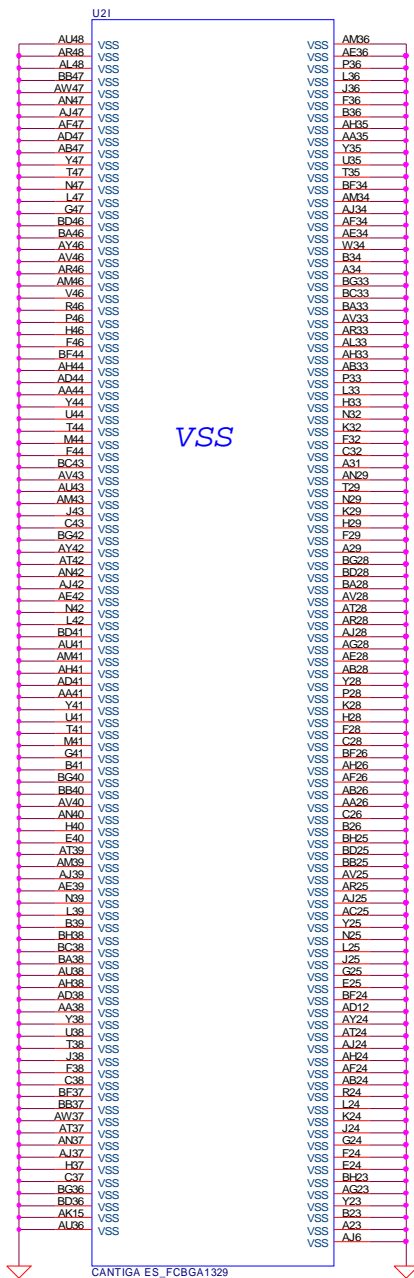 U2I
AU48 VSS VSS AM36
AR48 VSS VSS AE36
AL48 VSS VSS P36
BB47 VSS VSS L36
AW47 VSS VSS J36
AN47 VSS VSS F36
AJ47 VSS VSS B36
AF47 VSS VSS AH35
AD47 VSS VSS AA35
AB47 VSS VSS Y35
Y47 VSS VSS U35
T47 VSS VSS T35
N47 VSS VSS BF34
L47 VSS VSS AM34
G47 VSS VSS AJ34
BD46 VSS VSS AF34
BA46 VSS VSS AE34
AY46 VSS VSS W34
AV46 VSS VSS B34
AR46 VSS VSS A34
AM46 VSS VSS BG33
V46 VSS VSS BC33
R46 VSS VSS BA33
P46 VSS VSS AV33
H46 VSS VSS AR33
F46 VSS VSS AL33
BF44 VSS VSS AH33
AH44 VSS VSS AB33
AD44 VSS VSS P33
AA44 VSS VSS L33
Y44 VSS VSS H33
U44 VSS VSS N32
T44 VSS VSS K32
VSS
M44 VSS VSS F32
F44 VSS VSS C32
BC43 VSS VSS A31
AV43 VSS VSS AN29
AU43 VSS VSS T29
AM43 VSS VSS N29
J43 VSS VSS K29
C43 VSS VSS H29
BG42 VSS VSS F29
AY42 VSS VSS A29
AT42 VSS VSS BG28
AN42 VSS VSS BD28
AJ42 VSS VSS BA28
AE42 VSS VSS AV28
N42 VSS VSS AT28
L42 VSS VSS AR28
BD41 VSS VSS AJ28
AU41 VSS VSS AG28
AM41 VSS VSS AE28
AH41 VSS VSS AB28
AD41 VSS VSS Y28
AA41 VSS VSS P28
Y41 VSS VSS K28
U41 VSS VSS H28
T41 VSS VSS F28
M41 VSS VSS C28
G41 VSS VSS BF26
B41 VSS VSS AH26
BG40 VSS VSS AF26
BB40 VSS VSS AB26
AV40 VSS VSS AA26
AN40 VSS VSS C26
H40 VSS VSS B26
E40 VSS VSS BH25
AT39 VSS VSS BD25
AM39 VSS VSS BB25
AJ39 VSS VSS AV25
AE39 VSS VSS AR25
N39 VSS VSS AJ25
L39 VSS VSS AC25
B39 VSS VSS Y25
BH38 VSS VSS N25
BC38 VSS VSS L25
BA38 VSS VSS J25
AU38 VSS VSS G25
AH38 VSS VSS E25
AD38 VSS VSS BF24
AA38 VSS VSS AD12
Y38 VSS VSS AY24
U38 VSS VSS AT24
T38 VSS VSS AJ24
J38 VSS VSS AH24
F38 VSS VSS AF24
C38 VSS VSS AB24
BF37 VSS VSS R24
BB37 VSS VSS L24
AW37 VSS VSS K24
AT37 VSS VSS J24
AN37 VSS VSS G24
AJ37 VSS VSS F24
H37 VSS VSS E24
C37 VSS VSS BH23
BG36 VSS VSS AG23
BD36 VSS VSS Y23
AK15 VSS VSS B23
AU36 VSS VSS A23
VSS AJ6
CANTIGA ES_FCBGA1329